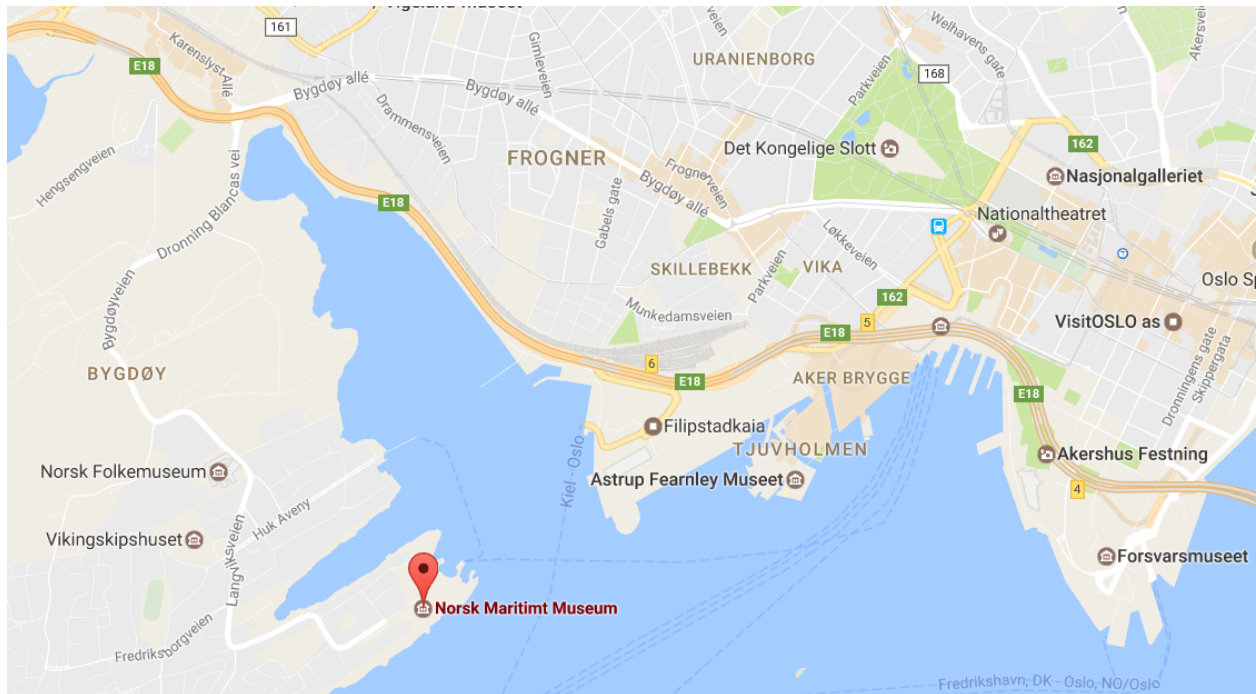 Vigeland museet
161
Karenslyst Allé
E18
Bygdøy allé
Gimleveien
Bygdøy allé
URANIENBORG
Parkveien
168
Welhavens gate
Akersveien
Drammensveien
162
Det Kongelige Slott
Nasjonalgalleriet
Hengsengveien
Dronning Blancas vei
FROGNER
Frognerveien
Bygdøy allé
E18
Gabels gate
Nationaltheatret
Løkkeveien
SKILLEBEKK
VIKA
Parkveien
T
Oslo Sp
Bygdøyveien
162
Munkedamsveien
E18
5
VisitOSLO as
Dronningens gate
Skippergata
BYGDØY
6
E18
AKER BRYGGE
E18
Filipstadkaia
TJUVHOLMEN
Akershus Festning
Norsk Folkemuseum
Kiel - Oslo
Astrup Fearnley Museet
4
Huk Aveny
Vikingskipshuset
Langviksveien
Forsvarsmuseet
Norsk Maritimt Museum
Fredriksborgveien
Fredrikshavn, DK - Oslo, NO/Oslo